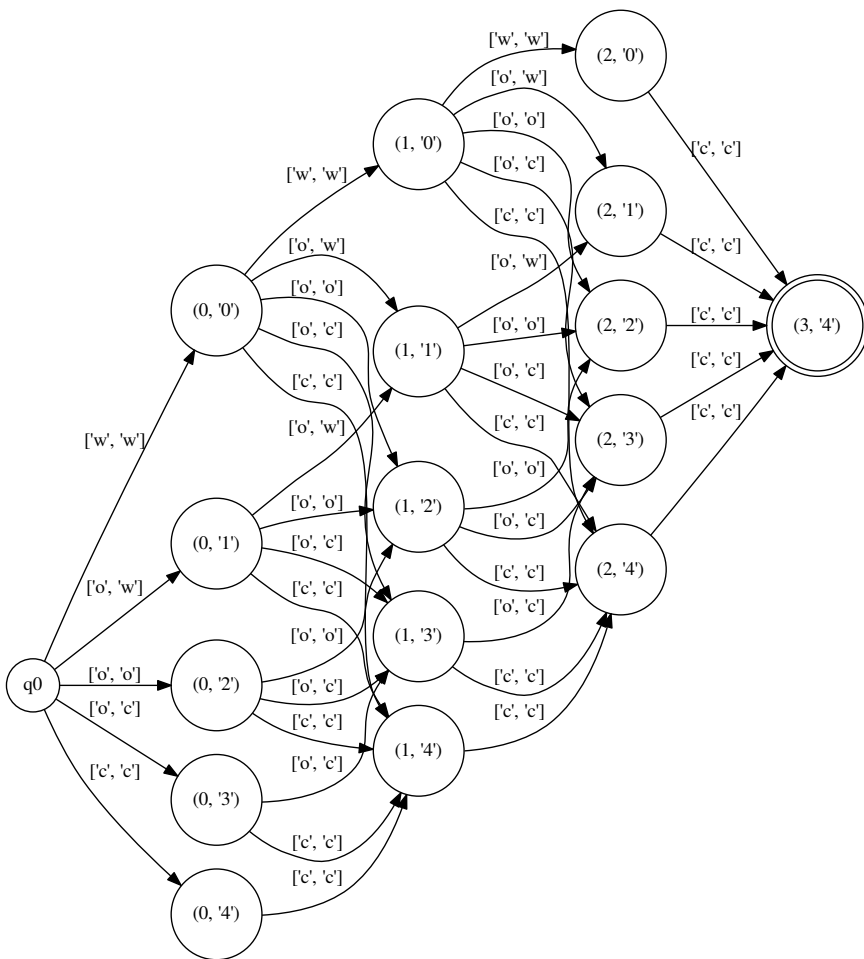 ['w', 'w']
(2, '0')
['o', 'w']
['o', 'o']
(1, '0')
['o', 'c']
['c', 'c']
['w', 'w']
['c', 'c']
(2, '1')
['o', 'w']
['o', 'w']
['c', 'c']
['o', 'o']
(0, '0')
['o', 'c']
['c', 'c']
['o', 'w']
(1, '1')
['o', 'o']
(2, '2')
['c', 'c']
(3, '4')
['o', 'c']
['c', 'c']
['c', 'c']
['w', 'w']
(2, '3')
['c', 'c']
['o', 'o']
['o', 'o']
(1, '2')
['o', 'c']
(0, '1')
['o', 'c']
['c', 'c']
['c', 'c']
(2, '4')
['o', 'w']
['o', 'o']
(1, '3')
['o', 'c']
q0
['o', 'o']
(0, '2')
['o', 'c']
['c', 'c']
['o', 'c']
['c', 'c']
['c', 'c']
(1, '4')
['c', 'c']
['o', 'c']
(0, '3')
['c', 'c']
['c', 'c']
(0, '4')